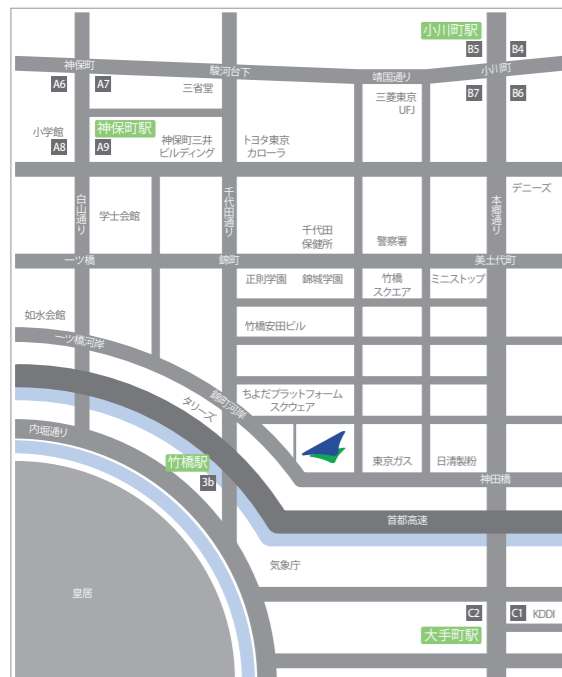 小川町駅
B5
B4
神保町
駿河台下
靖国通り
小川町
A6
A7
B7
B6
三省堂
三菱東京
UFJ
小学館
神保町駅
A8
A9
神保町三井
ビルディング
トヨタ東京
カローラ
デニーズ
白山通り
千代田通り
本郷通り
学士会館
千代田
保健所
警察署
一ツ橋
錦町
美土代町
正則学園
錦城学園
竹橋
スクエア
ミニストップ
如水会館
竹橋安田ビル
一ツ橋河岸
ちよだプラットフォーム
スクウェア
錦町河岸
タリーズ
内堀通り
竹橋駅
3b
東京ガス
日清製粉
神田橋
首都高速
気象庁
皇居
C2
C1
KDDI
大手町駅